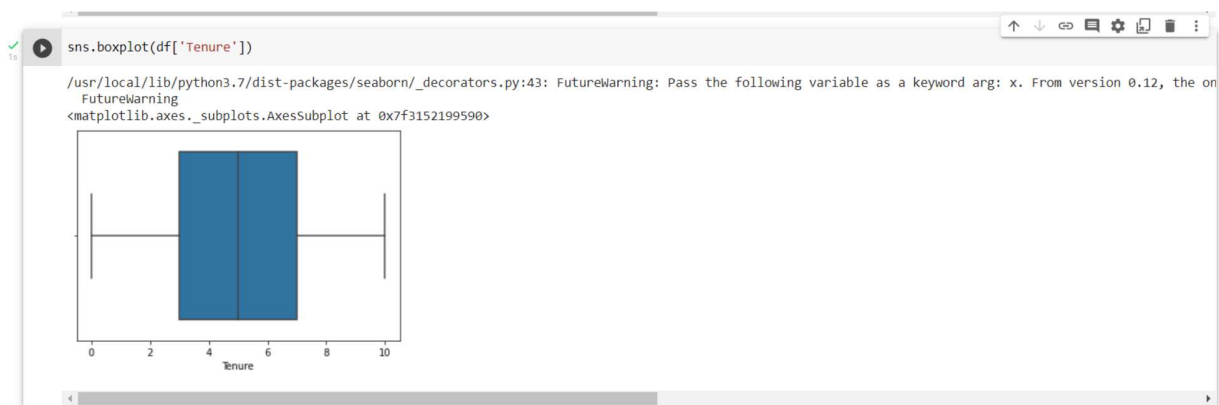 sns.boxplot(df['Tenure'])
1s
/usr/local/lib/python3.7/dist-packages/seaborn/_decorators.py:43: FutureWarning: Pass the following variable as a keyword arg: x. From version 0.12, the on
FutureWarning
<matplotlib.axes._subplots.AxesSubplot at 0x7f3152199590>
0 2 4 6 8 10
Tenure